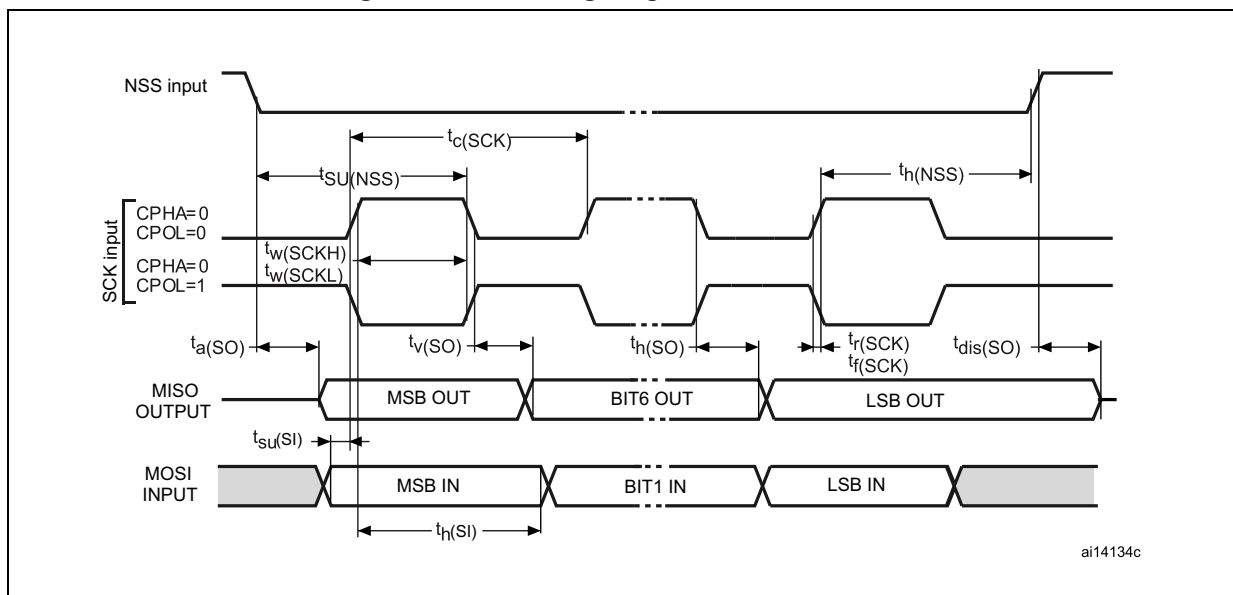 NSS input
tc(SCK)
tSU(NSS)
th(NSS)
SCK input
CPHA=0
CPOL=0
tw(SCKH)
CPHA=0
tw(SCKL)
CPOL=1
ta(SO)
tv(SO)
th(SO)
tr(SCK)
tf(SCK)
tdis(SO)
MISO
OUTPUT
MSB OUT
BIT6 OUT
LSB OUT
tsu(SI)
MOSI
INPUT
MSB IN
BIT1 IN
LSB IN
th(SI)
ai14134c